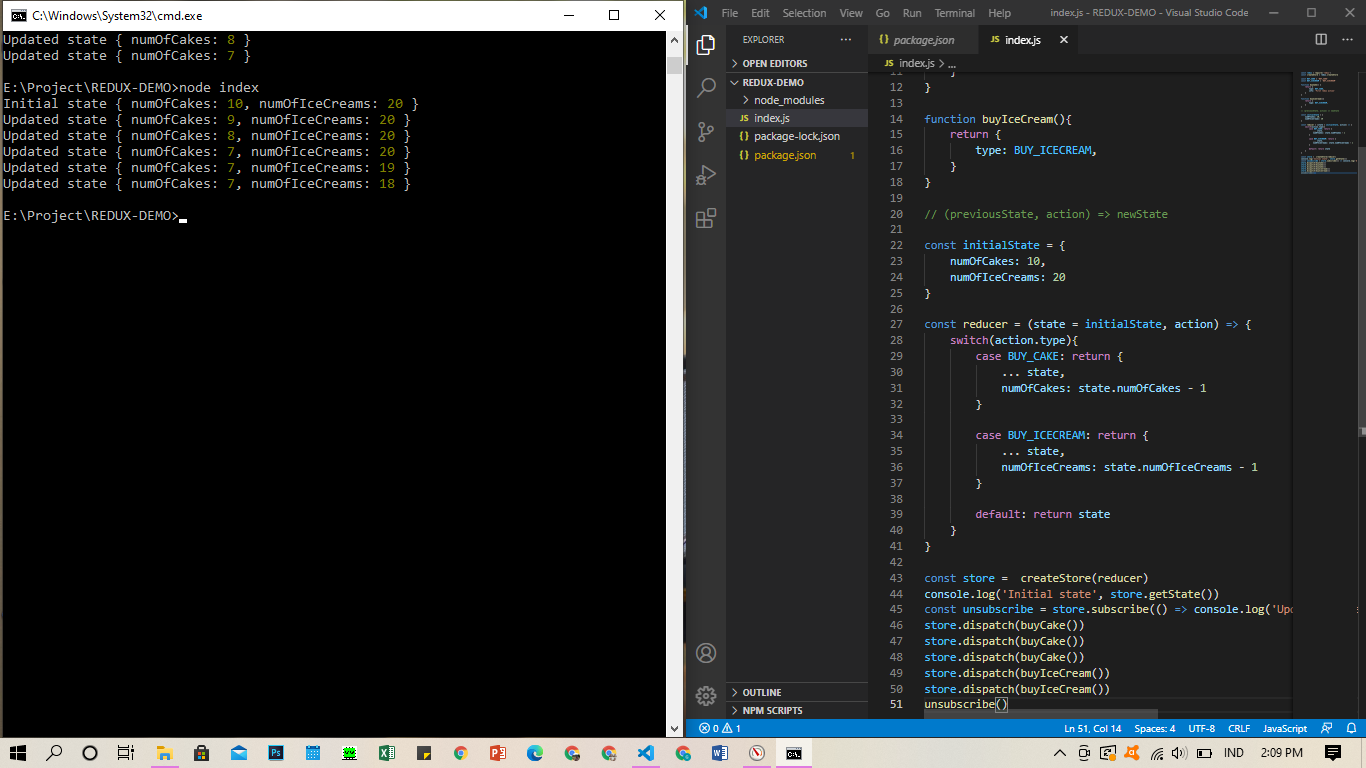 C:\Windows\System32\cmd.exe
Updated state { numOfCakes: 8 }
Updated state { numOfCakes: 7 }
E:\Project\REDUX-DEMO>node index
Initial state { numOfCakes: 10, numOfIceCreams: 20 }
Updated state { numOfCakes: 9, numOfIceCreams: 20 }
Updated state { numOfCakes: 8, numOfIceCreams: 20 }
Updated state { numOfCakes: 7, numOfIceCreams: 20 }
Updated state { numOfCakes: 7, numOfIceCreams: 19 }
Updated state { numOfCakes: 7, numOfIceCreams: 18 }
E:\Project\REDUX-DEMO>
File Edit Selection View Go Run Terminal Help index.js - REDUX-DEMO - Visual Studio Code
EXPLORER
OPEN EDITORS
REDUX-DEMO
node_modules
JS index.js
{} package-lock.json
{} package.json 1
OUTLINE
NPM SCRIPTS
{} package.json JS index.js
JS index.js > ...
11 }
12 }
13
14 function buyIceCream(){
15 return {
16 type: BUY_ICECREAM,
17 }
18 }
19
20 // (previousState, action) => newState
21
22 const initialState = {
23 numOfCakes: 10,
24 numOfIceCreams: 20
25 }
26
27 const reducer = (state = initialState, action) => {
28 switch(action.type){
29 case BUY_CAKE: return {
30 ... state,
31 numOfCakes: state.numOfCakes - 1
32 }
33
34 case BUY_ICECREAM: return {
35 ... state,
36 numOfIceCreams: state.numOfIceCreams - 1
37 }
38
39 default: return state
40 }
41 }
42
43 const store =  createStore(reducer)
44 console.log('Initial state', store.getState())
45 const unsubscribe = store.subscribe(() => console.log('Up
46 store.dispatch(buyCake())
47 store.dispatch(buyCake())
48 store.dispatch(buyCake())
49 store.dispatch(buyIceCream())
50 store.dispatch(buyIceCream())
51 unsubscribe()
0 1 Ln 51, Col 14 Spaces: 4 UTF-8 CRLF JavaScript
IND 2:09 PM